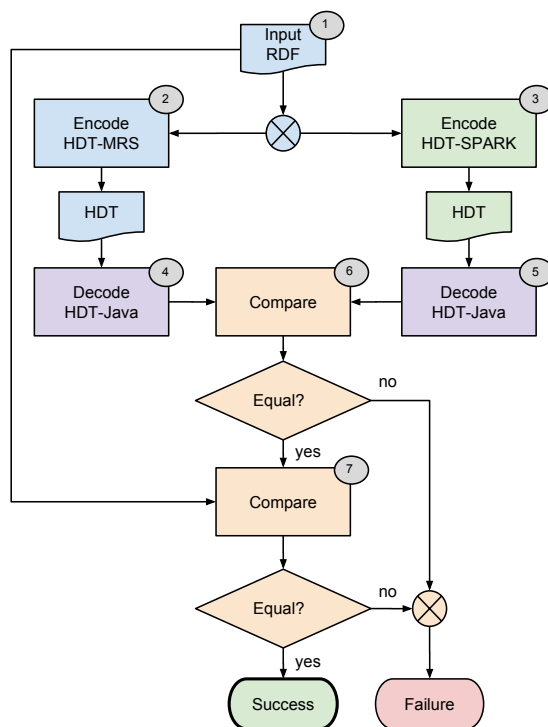 1
Input
RDF
2
Encode
HDT-MRS
3
Encode
HDT-SPARK
HDT
HDT
4
Decode
HDT-Java
6
Compare
5
Decode
HDT-Java
Equal?
no
yes
7
Compare
Equal?
no
yes
Success
Failure